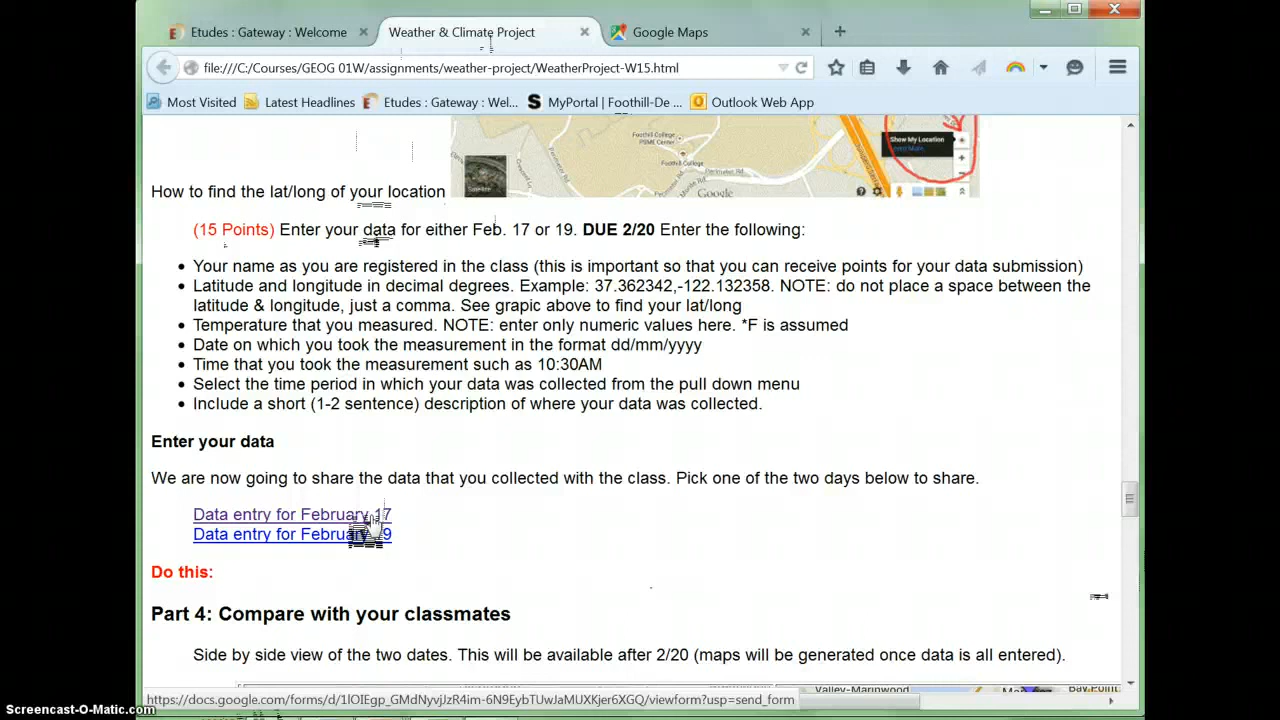 Etudes : Gateway : Welcome
Weather & Climate Project
Google Maps
file:///C:/Courses/GEOG 01W/assignments/weather-project/WeatherProject-W15.html
Most Visited
Latest Headlines
Etudes : Gateway : Wel...
MyPortal | Foothill-De ...
Outlook Web App
Foothill College
Foothill College
Perimeter Rd
Google
Show My Location
How to find the lat/long of your location
(15 Points) Enter your data for either Feb. 17 or 19. DUE 2/20 Enter the following:
Your name as you are registered in the class (this is important so that you can receive points for your data submission)
Latitude and longitude in decimal degrees. Example: 37.362342,-122.132358. NOTE: do not place a space between the
latitude & longitude, just a comma. See grapic above to find your lat/long
Temperature that you measured. NOTE: enter only numeric values here. *F is assumed
Date on which you took the measurement in the format dd/mm/yyyy
Time that you took the measurement such as 10:30AM
Select the time period in which your data was collected from the pull down menu
Include a short (1-2 sentence) description of where your data was collected.
Enter your data
We are now going to share the data that you collected with the class. Pick one of the two days below to share.
Data entry for February 17
Data entry for February 9
Do this:
Part 4: Compare with your classmates
Side by side view of the two dates. This will be available after 2/20 (maps will be generated once data is all entered).
https://docs.google.com/forms/d/1lOIEgp_GMdNyvjJzR4im-6N9EybTUwJaMUXKjer6XGQ/viewform?usp=send_form
Bay Point
Screencast-O-Matic.com